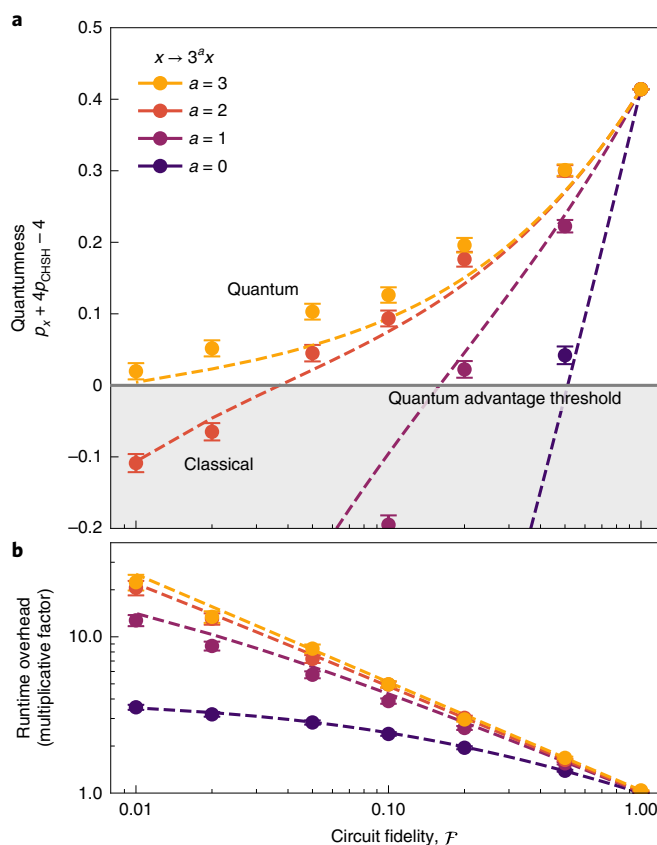 a
0.5
x → 3ᵃx
a = 3
a = 2
a = 1
a = 0
0.4
0.3
0.2
0.1
0
−0.1
−0.2
Quantumness
pₓ + 4p_CHSH − 4
Quantum
Quantum advantage threshold
Classical
b
10.0
1.0
Runtime overhead
(multiplicative factor)
0.01
0.10
1.00
Circuit fidelity, ℱ